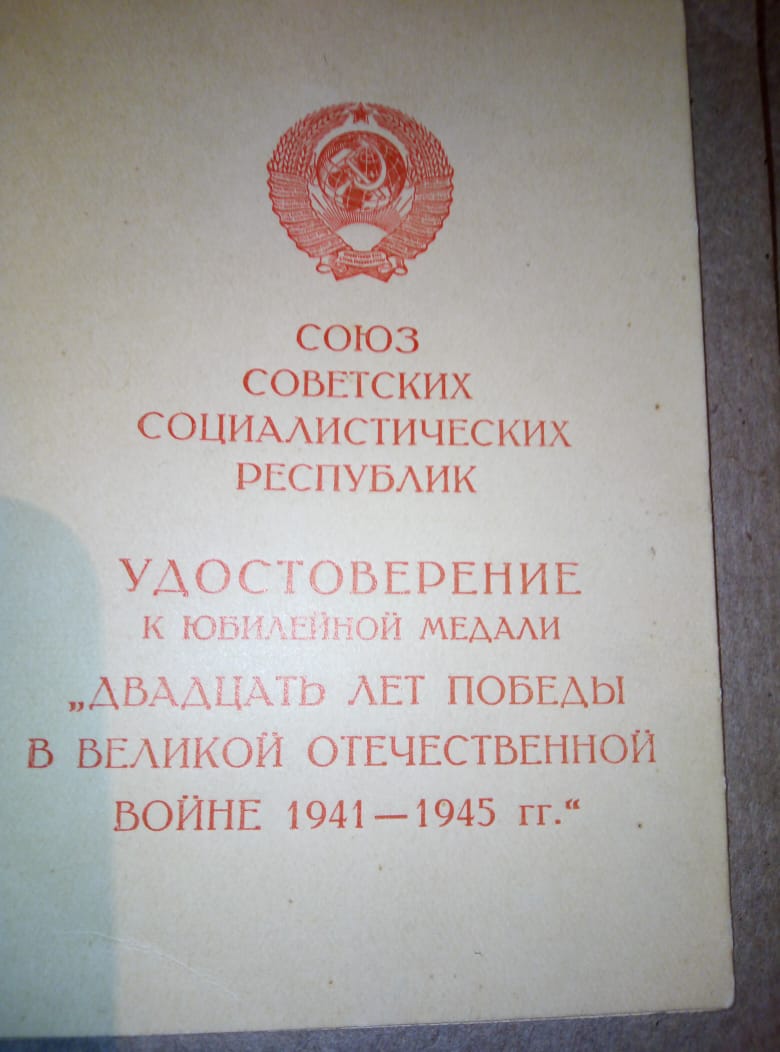 СОЮЗ
СОВЕТСКИХ
СОЦИАЛИСТИЧЕСКИХ
РЕСПУБЛИК
УДОСТОВЕРЕНИЕ
К ЮБИЛЕЙНОЙ МЕДАЛИ
„ДВАДЦАТЬ ЛЕТ ПОБЕДЫ
В ВЕЛИКОЙ ОТЕЧЕСТВЕННОЙ
ВОЙНЕ 1941—1945 гг.“